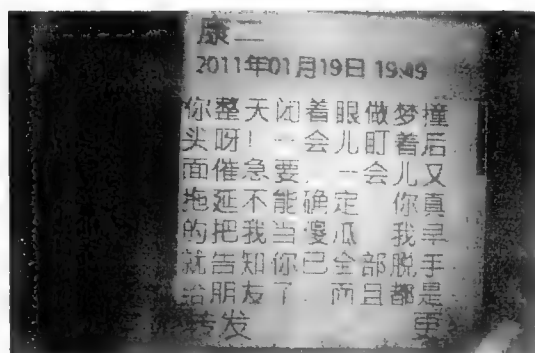 康二
2011年01月19日 19:49
你整天闭着眼做梦撞
头呀！一会儿盯着后
面催急要，一会儿又
拖延不能确定 你真
的把我当傻瓜 我早
就告知你已全部脱手
给朋友了 而且都是
转发 更